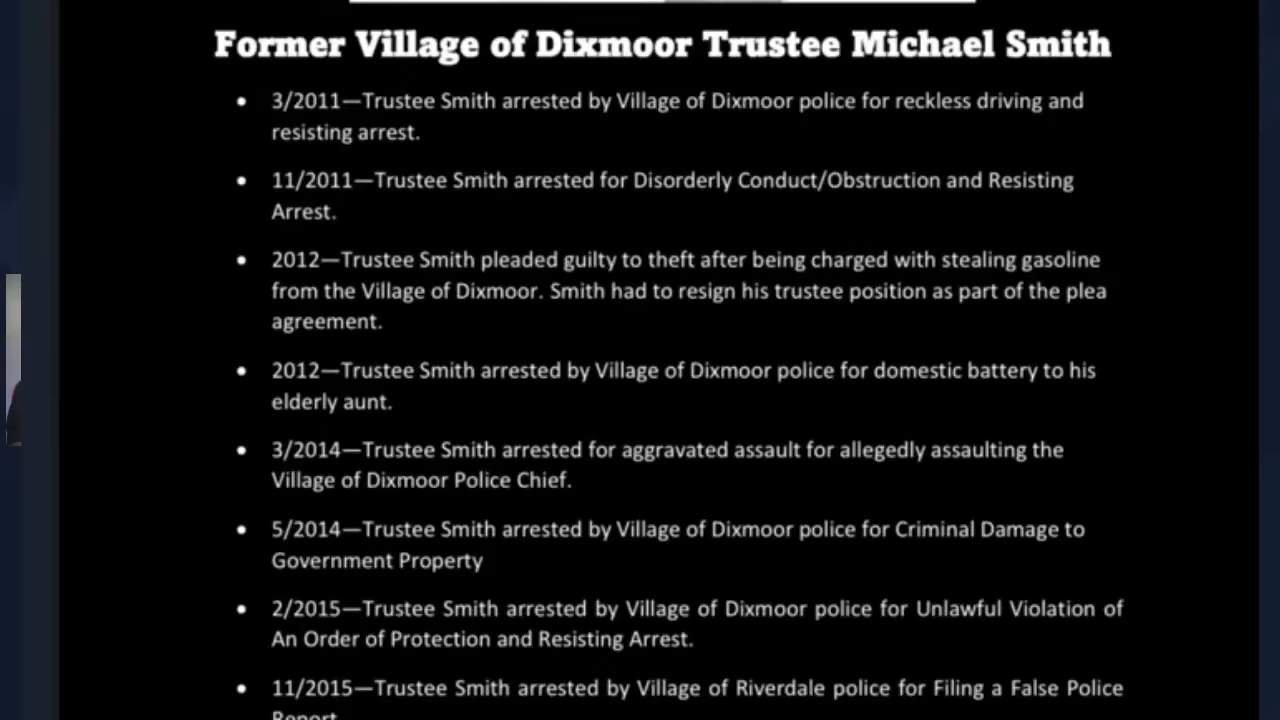 Former Village of Dixmoor Trustee Michael Smith
• 3/2011—Trustee Smith arrested by Village of Dixmoor police for reckless driving and
resisting arrest.
• 11/2011—Trustee Smith arrested for Disorderly Conduct/Obstruction and Resisting
Arrest.
• 2012—Trustee Smith pleaded guilty to theft after being charged with stealing gasoline
from the Village of Dixmoor. Smith had to resign his trustee position as part of the plea
agreement.
• 2012—Trustee Smith arrested by Village of Dixmoor police for domestic battery to his
elderly aunt.
• 3/2014—Trustee Smith arrested for aggravated assault for allegedly assaulting the
Village of Dixmoor Police Chief.
• 5/2014—Trustee Smith arrested by Village of Dixmoor police for Criminal Damage to
Government Property
• 2/2015—Trustee Smith arrested by Village of Dixmoor police for Unlawful Violation of
An Order of Protection and Resisting Arrest.
• 11/2015—Trustee Smith arrested by Village of Riverdale police for Filing a False Police
Report